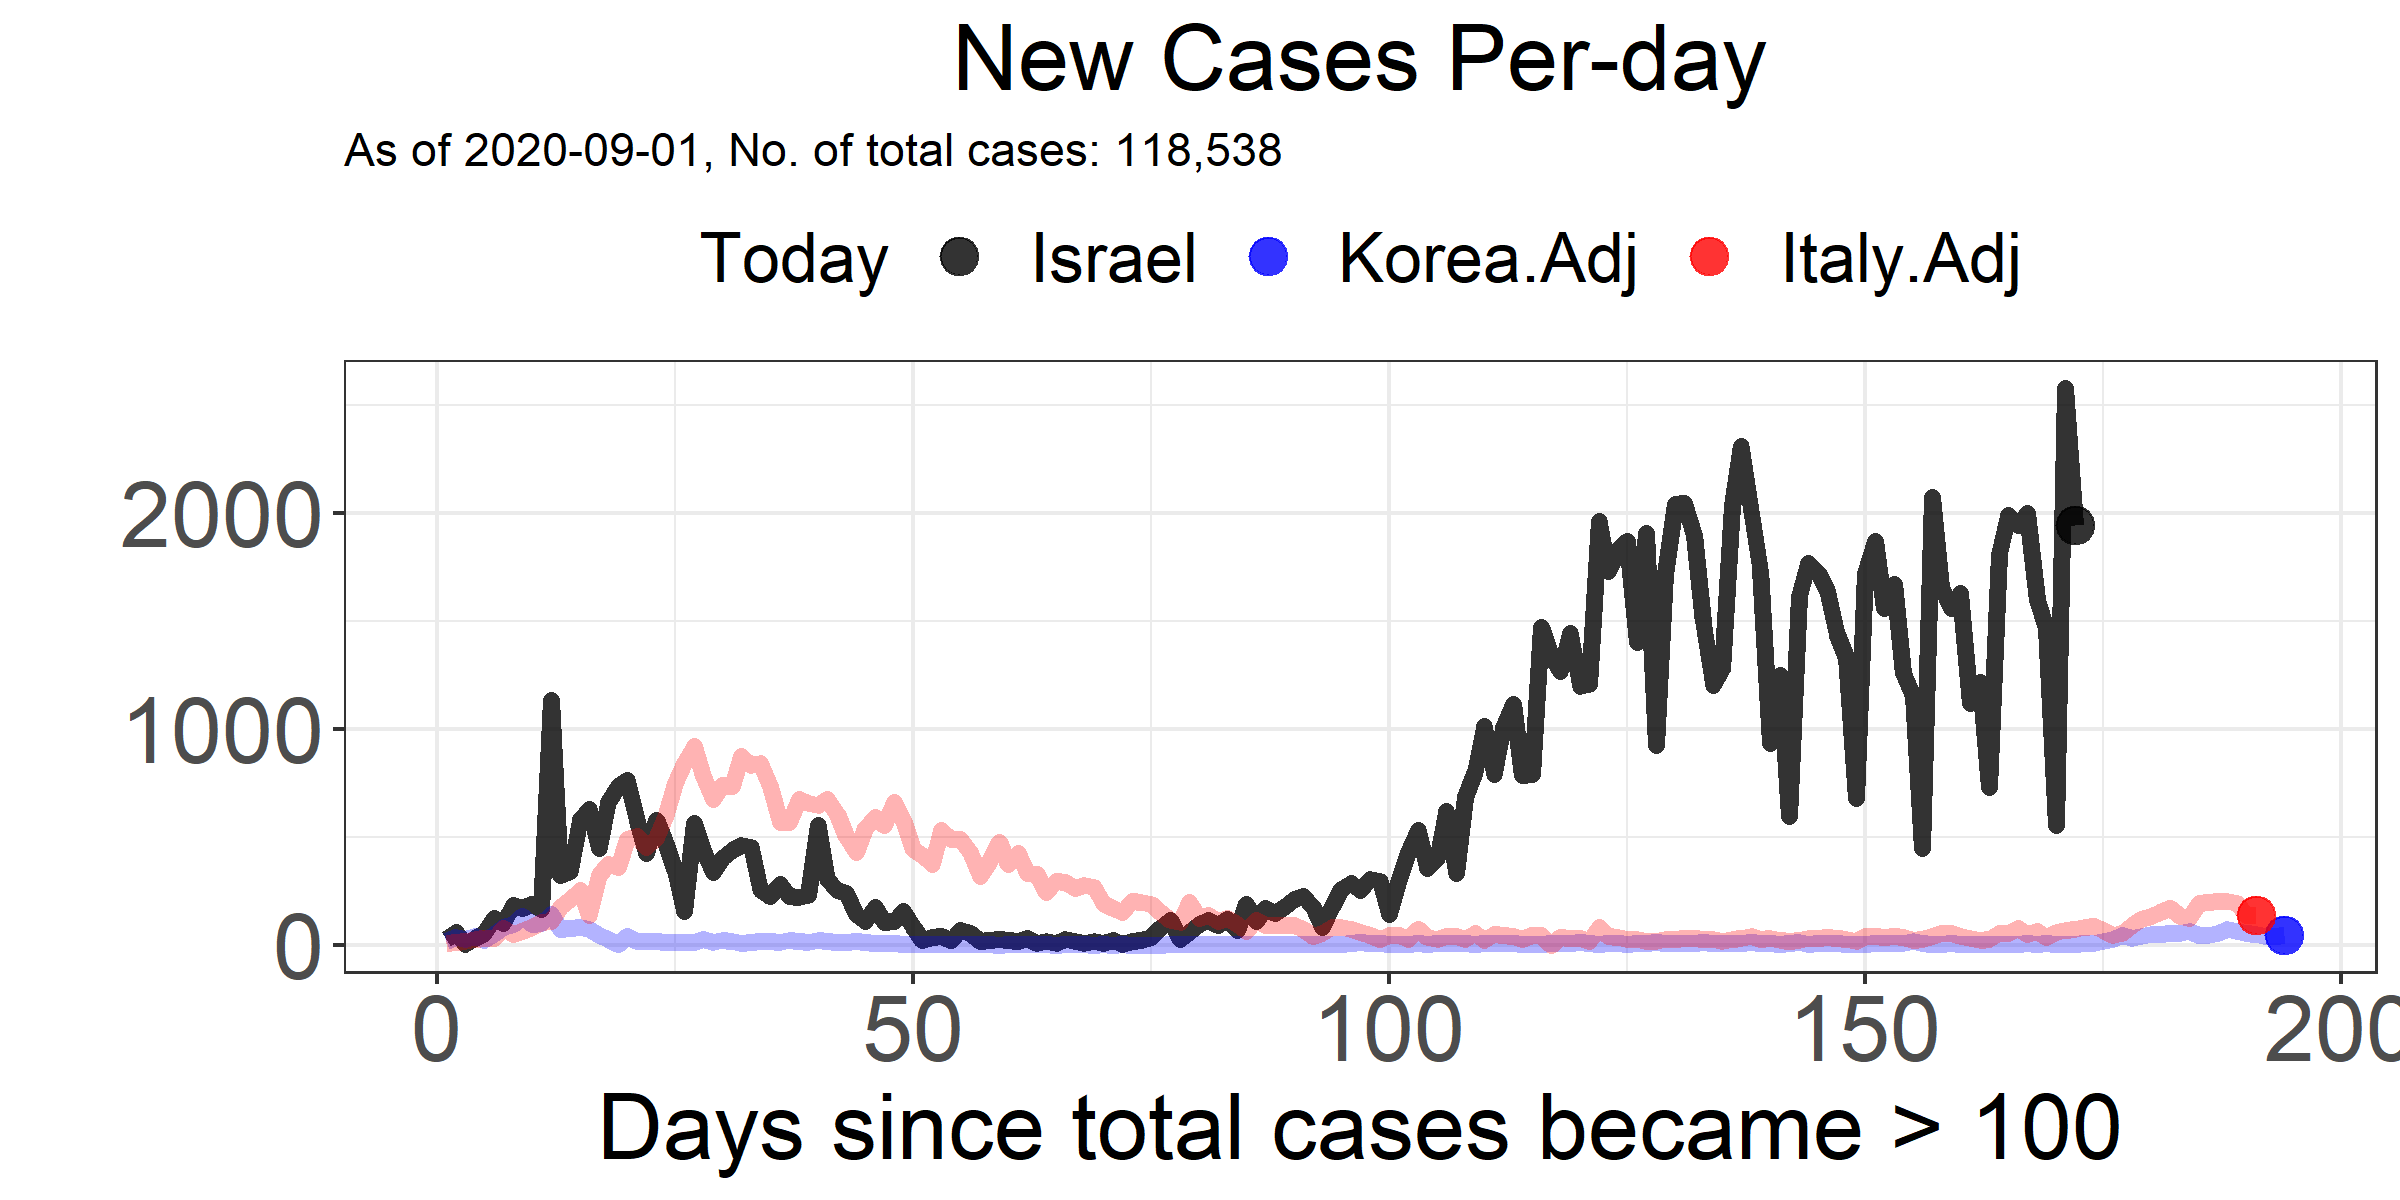 New Cases Per-day
As of 2020-09-01, No. of total cases: 118,538
Today Israel Korea.Adj Italy.Adj
2000
1000
0
0 50 100 150 200
Days since total cases became > 100